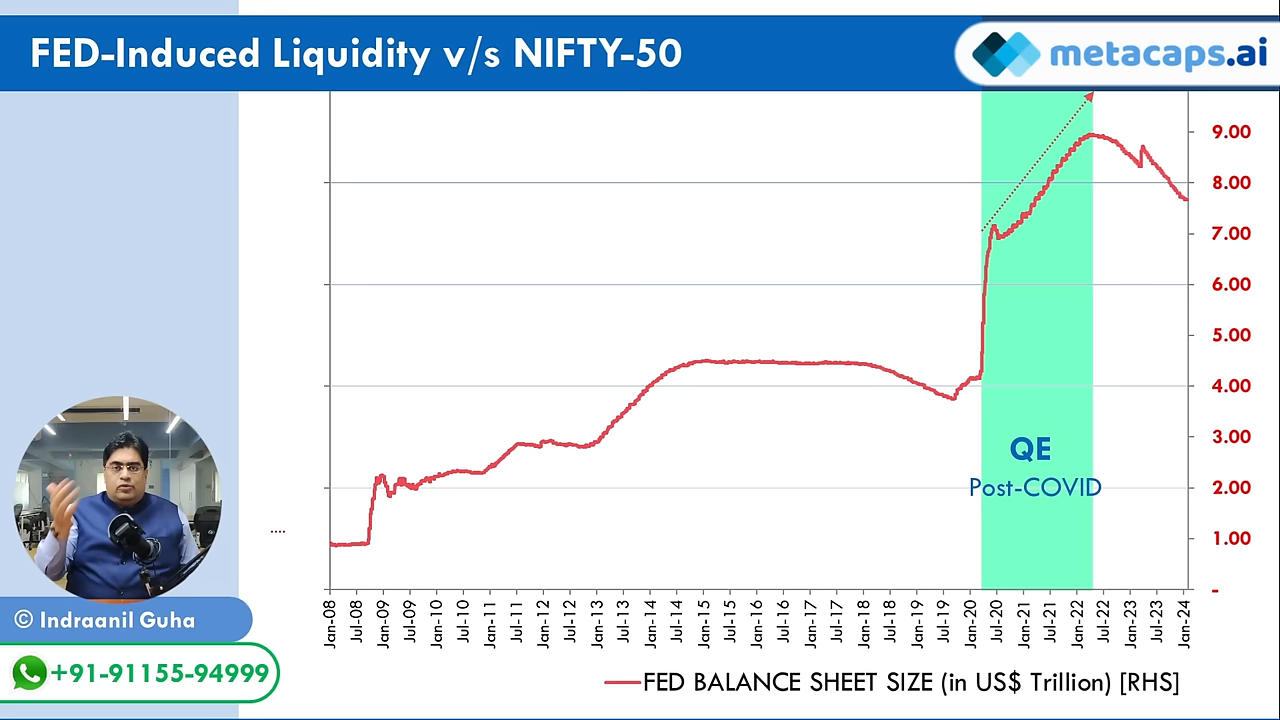 FED-Induced Liquidity v/s NIFTY-50
metacaps.ai
9.00
8.00
7.00
6.00
5.00
4.00
3.00
2.00
1.00
-
QE
Post-COVID
....
Jan-08
Jul-08
Jan-09
Jul-09
Jan-10
Jul-10
Jan-11
Jul-11
Jan-12
Jul-12
Jan-13
Jul-13
Jan-14
Jul-14
Jan-15
Jul-15
Jan-16
Jul-16
Jan-17
Jul-17
Jan-18
Jul-18
Jan-19
Jul-19
Jan-20
Jul-20
Jan-21
Jul-21
Jan-22
Jul-22
Jan-23
Jul-23
Jan-24
FED BALANCE SHEET SIZE (in US$ Trillion) [RHS]
© Indraanil Guha
+91-91155-94999